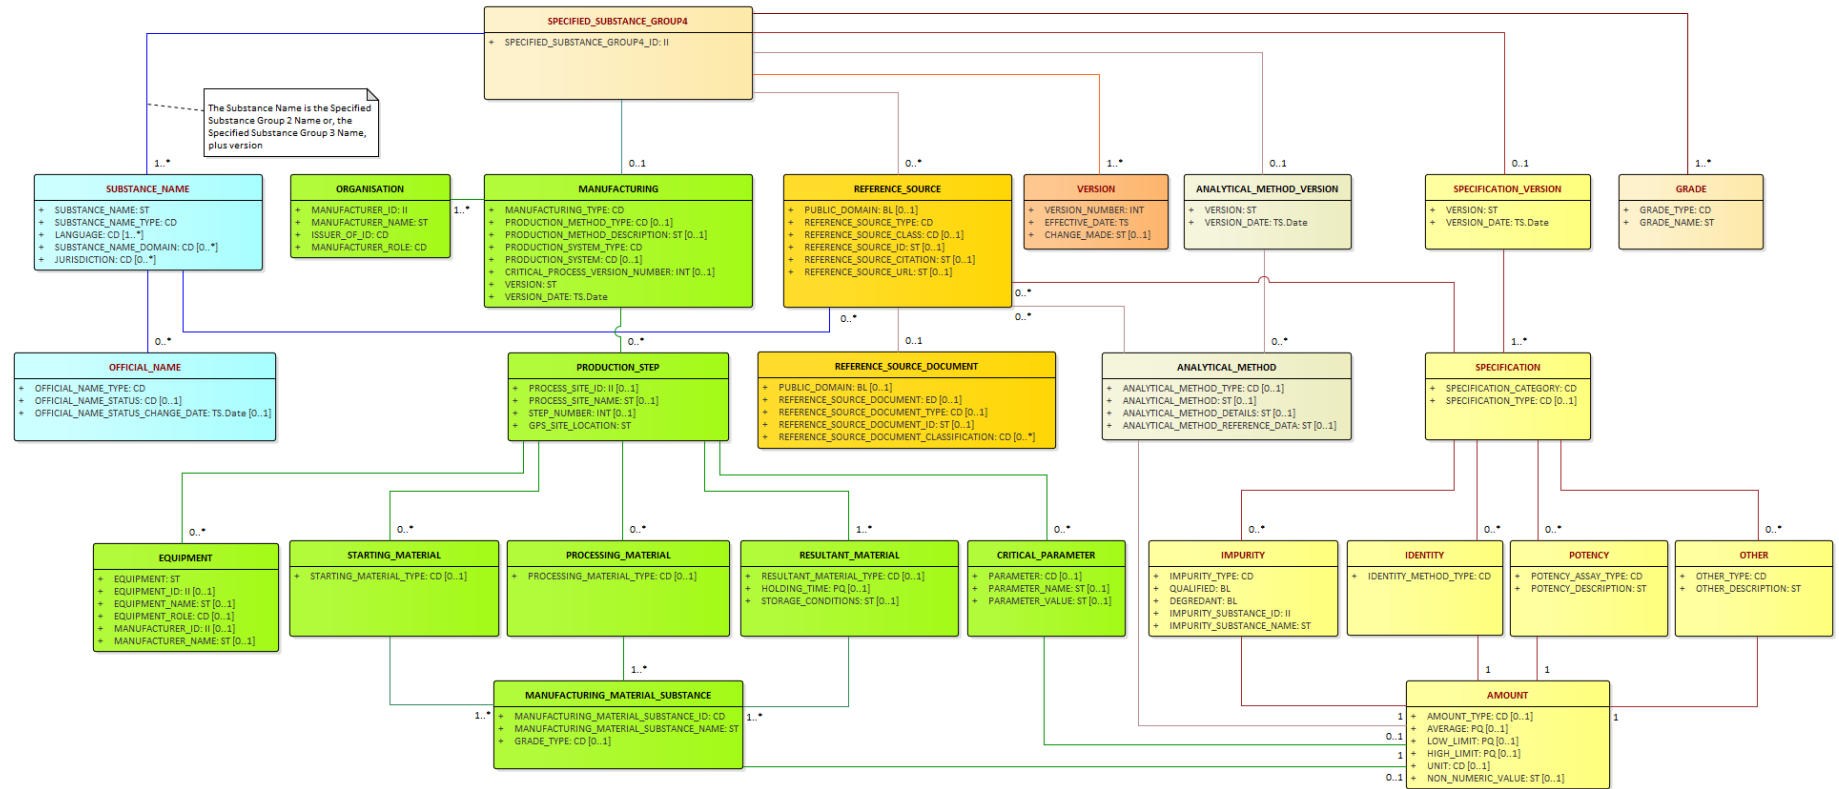 SPECIFIED_SUBSTANCE_GROUP4
+ SPECIFIED_SUBSTANCE_GROUP4_ID: II
The Substance Name is the Specified
Substance Group 2 Name or, the
Specified Substance Group 3 Name,
plus version
1..*
0..1
0..*
1..*
0..1
0..1
1..*
SUBSTANCE_NAME
+ SUBSTANCE_NAME: ST
+ SUBSTANCE_NAME_TYPE: CD
+ LANGUAGE: CD [1..*]
+ SUBSTANCE_NAME_DOMAIN: CD [0..*]
+ JURISDICTION: CD [0..*]
ORGANISATION
+ MANUFACTURER_ID: II
+ MANUFACTURER_NAME: ST
+ ISSUER_OF_ID: CD
+ MANUFACTURER_ROLE: CD
1..*
MANUFACTURING
+ MANUFACTURING_TYPE: CD
+ PRODUCTION_METHOD_TYPE: CD [0..1]
+ PRODUCTION_METHOD_DESCRIPTION: ST [0..1]
+ PRODUCTION_SYSTEM_TYPE: CD
+ PRODUCTION_SYSTEM: CD [0..1]
+ CRITICAL_PROCESS_VERSION_NUMBER: INT [0..1]
+ VERSION: ST
+ VERSION_DATE: TS.Date
REFERENCE_SOURCE
+ PUBLIC_DOMAIN: BL [0..1]
+ REFERENCE_SOURCE_TYPE: CD
+ REFERENCE_SOURCE_CLASS: CD [0..1]
+ REFERENCE_SOURCE_ID: ST [0..1]
+ REFERENCE_SOURCE_CITATION: ST [0..1]
+ REFERENCE_SOURCE_URL: ST [0..1]
VERSION
+ VERSION_NUMBER: INT
+ EFFECTIVE_DATE: TS
+ CHANGE_MADE: ST [0..1]
ANALYTICAL_METHOD_VERSION
+ VERSION: ST
+ VERSION_DATE: TS.Date
SPECIFICATION_VERSION
+ VERSION: ST
+ VERSION_DATE: TS.Date
GRADE
+ GRADE_TYPE: CD
+ GRADE_NAME: ST
0..*
0..*
0..*
0..*
0..*
0..1
0..*
1..*
OFFICIAL_NAME
+ OFFICIAL_NAME_TYPE: CD
+ OFFICIAL_NAME_STATUS: CD [0..1]
+ OFFICIAL_NAME_STATUS_CHANGE_DATE: TS.Date [0..1]
PRODUCTION_STEP
+ PROCESS_SITE_ID: II [0..1]
+ PROCESS_SITE_NAME: ST [0..1]
+ STEP_NUMBER: INT [0..1]
+ GPS_SITE_LOCATION: ST
REFERENCE_SOURCE_DOCUMENT
+ PUBLIC_DOMAIN: BL [0..1]
+ REFERENCE_SOURCE_DOCUMENT: ED [0..1]
+ REFERENCE_SOURCE_DOCUMENT_TYPE: CD [0..1]
+ REFERENCE_SOURCE_DOCUMENT_ID: ST [0..1]
+ REFERENCE_SOURCE_DOCUMENT_CLASSIFICATION: CD [0..*]
ANALYTICAL_METHOD
+ ANALYTICAL_METHOD_TYPE: CD [0..1]
+ ANALYTICAL_METHOD: ST [0..1]
+ ANALYTICAL_METHOD_DETAILS: ST [0..1]
+ ANALYTICAL_METHOD_REFERENCE_DATA: ST [0..1]
SPECIFICATION
+ SPECIFICATION_CATEGORY: CD
+ SPECIFICATION_TYPE: CD [0..1]
0..*
0..*
0..*
1..*
0..*
0..*
0..*
0..*
0..*
EQUIPMENT
+ EQUIPMENT: ST
+ EQUIPMENT_ID: II [0..1]
+ EQUIPMENT_NAME: ST [0..1]
+ EQUIPMENT_ROLE: CD [0..1]
+ MANUFACTURER_ID: II [0..1]
+ MANUFACTURER_NAME: ST [0..1]
STARTING_MATERIAL
+ STARTING_MATERIAL_TYPE: CD [0..1]
PROCESSING_MATERIAL
+ PROCESSING_MATERIAL_TYPE: CD [0..1]
RESULTANT_MATERIAL
+ RESULTANT_MATERIAL_TYPE: CD [0..1]
+ HOLDING_TIME: PQ [0..1]
+ STORAGE_CONDITIONS: ST [0..1]
CRITICAL_PARAMETER
+ PARAMETER: CD [0..1]
+ PARAMETER_NAME: ST [0..1]
+ PARAMETER_VALUE: ST [0..1]
IMPURITY
+ IMPURITY_TYPE: CD
+ QUALIFIED: BL
+ DEGREDANT: BL
+ IMPURITY_SUBSTANCE_ID: II
+ IMPURITY_SUBSTANCE_NAME: ST
IDENTITY
+ IDENTITY_METHOD_TYPE: CD
POTENCY
+ POTENCY_ASSAY_TYPE: CD
+ POTENCY_DESCRIPTION: ST
OTHER
+ OTHER_TYPE: CD
+ OTHER_DESCRIPTION: ST
1..*
1
1
MANUFACTURING_MATERIAL_SUBSTANCE
+ MANUFACTURING_MATERIAL_SUBSTANCE_ID: CD
+ MANUFACTURING_MATERIAL_SUBSTANCE_NAME: ST
+ GRADE_TYPE: CD [0..1]
1..*
1..*
AMOUNT
+ AMOUNT_TYPE: CD [0..1]
+ AVERAGE: PQ [0..1]
+ LOW_LIMIT: PQ [0..1]
+ HIGH_LIMIT: PQ [0..1]
+ UNIT: CD [0..1]
+ NON_NUMERIC_VALUE: ST [0..1]
1
1
0..1
1
0..1